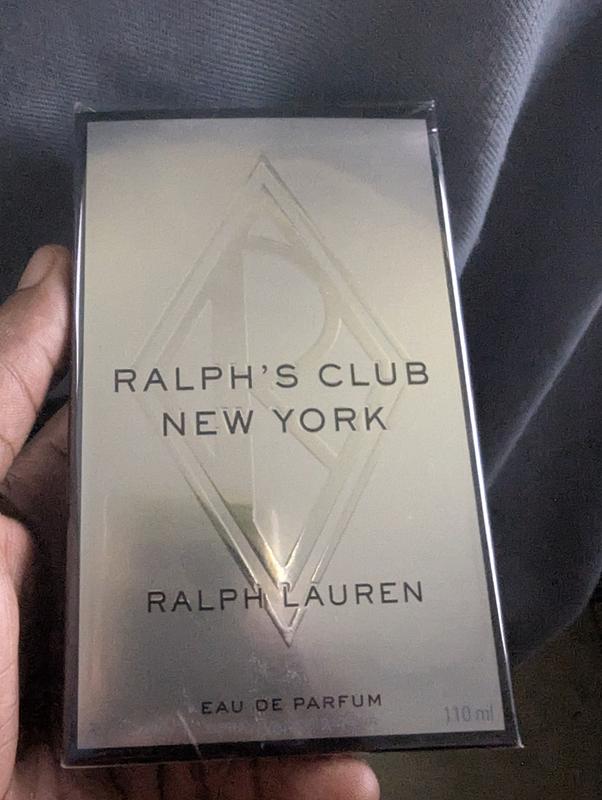 RALPH'S CLUB
NEW YORK
RALPH LAUREN
EAU DE PARFUM
110 ml